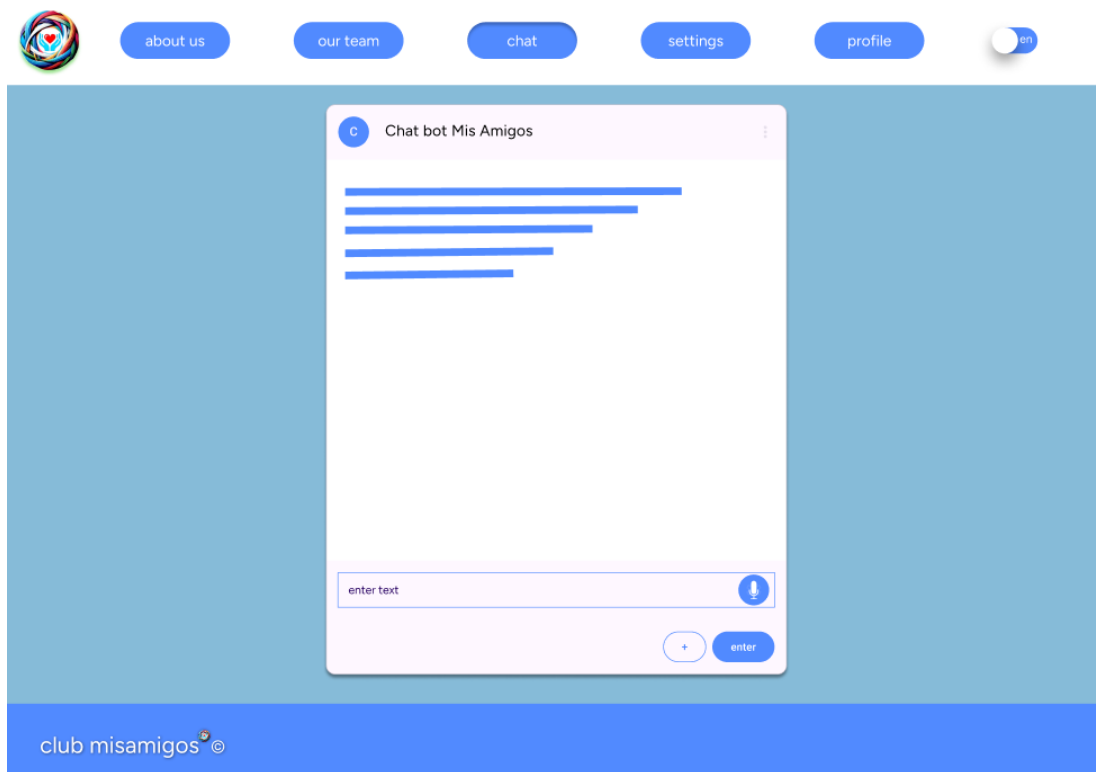 about us
our team
chat
settings
profile
en
C
Chat bot Mis Amigos
enter text
+
enter
club misamigos ©